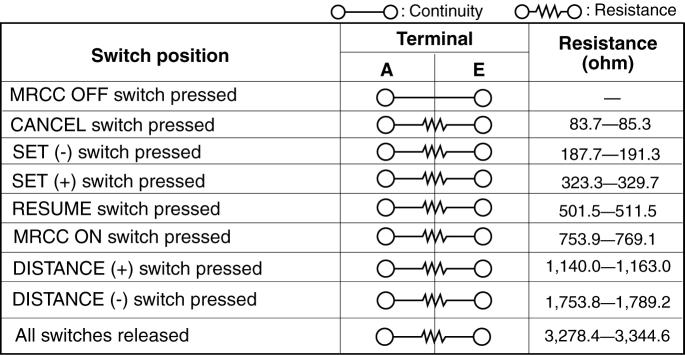 : Continuity : Resistance
Switch position Terminal Resistance (ohm)
A E
MRCC OFF switch pressed —
CANCEL switch pressed 83.7—85.3
SET (-) switch pressed 187.7—191.3
SET (+) switch pressed 323.3—329.7
RESUME switch pressed 501.5—511.5
MRCC ON switch pressed 753.9—769.1
DISTANCE (+) switch pressed 1,140.0—1,163.0
DISTANCE (-) switch pressed 1,753.8—1,789.2
All switches released 3,278.4—3,344.6